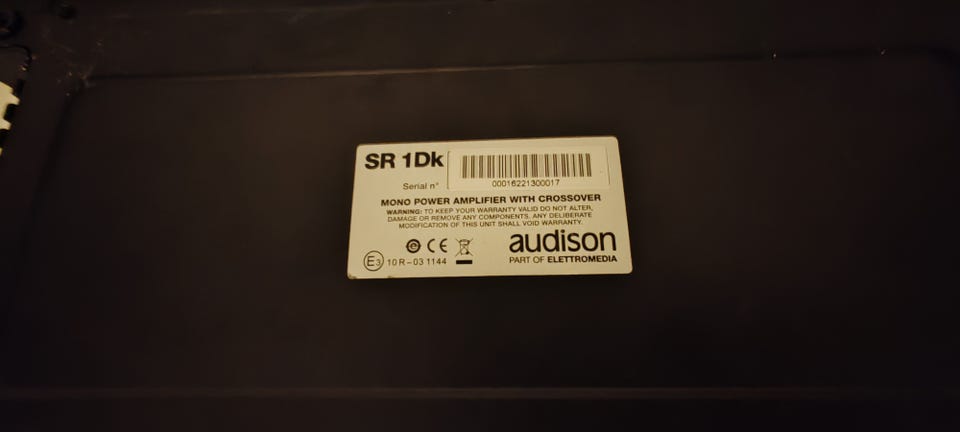 SR 1Dk
Serial n°
00016221300017
MONO POWER AMPLIFIER WITH CROSSOVER
WARNING: TO KEEP YOUR WARRANTY VALID DO NOT ALTER,
DAMAGE OR REMOVE ANY COMPONENTS. ANY DELIBERATE
MODIFICATION OF THIS UNIT SHALL VOID WARRANTY.
e CE
E3 10 R-03 1144
audison
PART OF ELETTROMEDIA